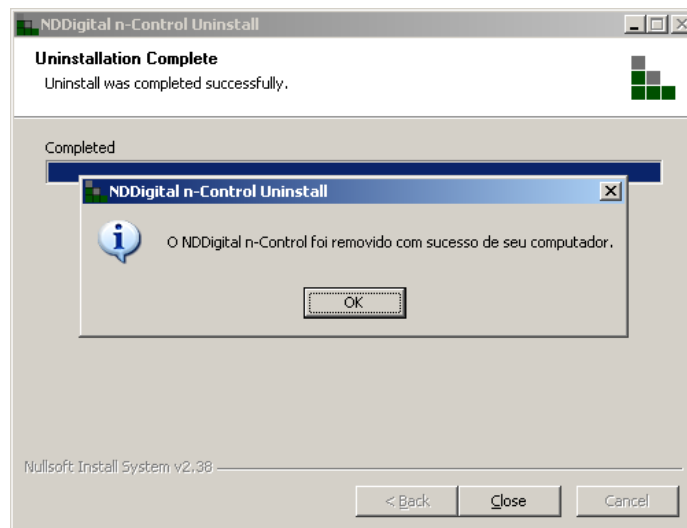 NDDigital n-Control Uninstall
Uninstallation Complete
Uninstall was completed successfully.
Completed
NDDigital n-Control Uninstall
O NDDigital n-Control foi removido com sucesso de seu computador.
OK
Nullsoft Install System v2.38
< Back Close Cancel